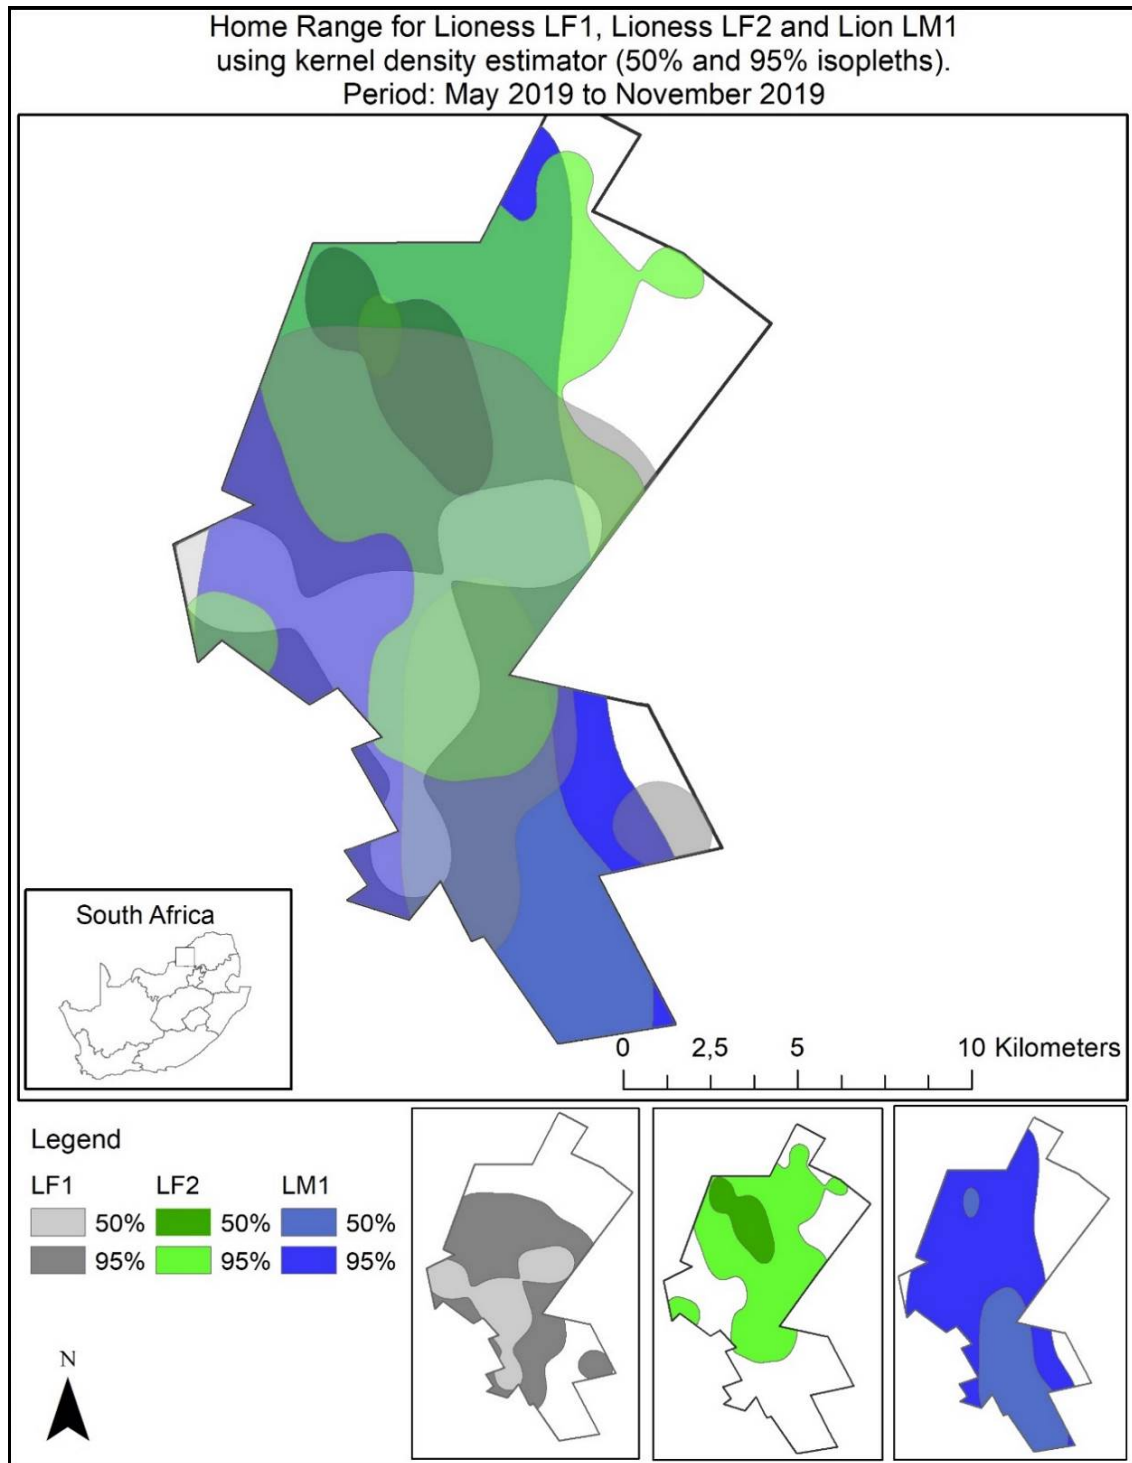 Home Range for Lioness LF1, Lioness LF2 and Lion LM1
using kernel density estimator (50% and 95% isopleths).
Period: May 2019 to November 2019
South Africa
0 2,5 5 10 Kilometers
Legend
LF1 LF2 LM1
50% 50% 50%
95% 95% 95%
N